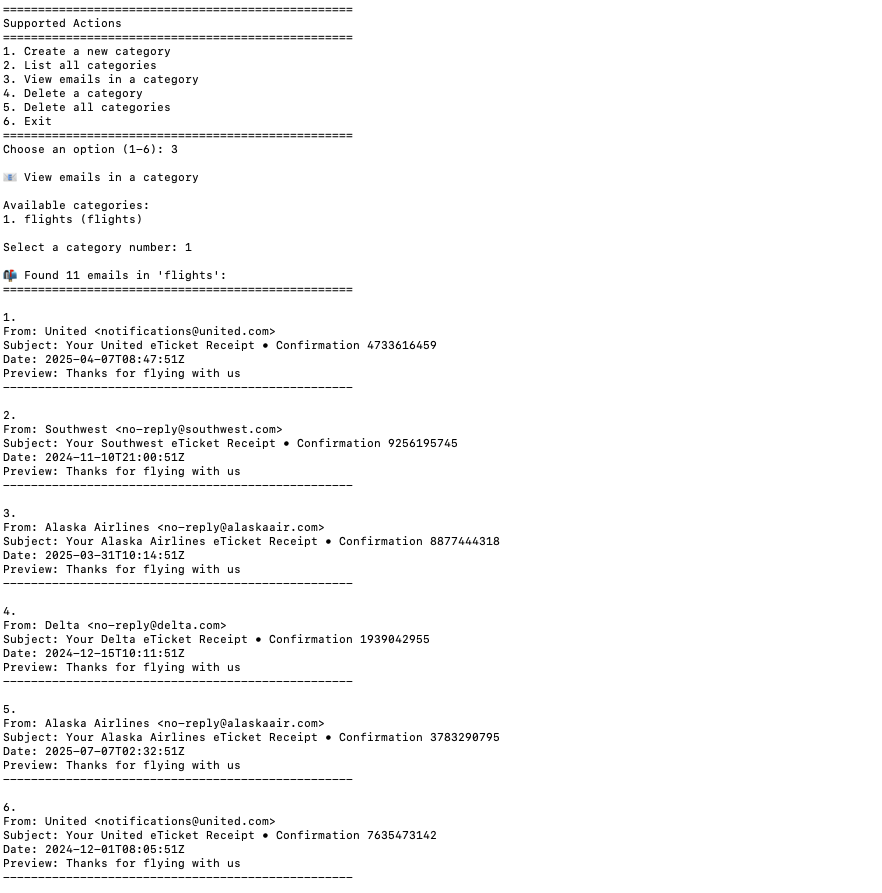 ==================================================
Supported Actions
==================================================
1. Create a new category
2. List all categories
3. View emails in a category
4. Delete a category
5. Delete all categories
6. Exit
==================================================
Choose an option (1-6): 3
📧 View emails in a category
Available categories:
1. flights (flights)
Select a category number: 1
📬 Found 11 emails in 'flights':
==================================================
1.
From: United <notifications@united.com>
Subject: Your United eTicket Receipt • Confirmation 4733616459
Date: 2025-04-07T08:47:51Z
Preview: Thanks for flying with us
--------------------------------------------------
2.
From: Southwest <no-reply@southwest.com>
Subject: Your Southwest eTicket Receipt • Confirmation 9256195745
Date: 2024-11-10T21:00:51Z
Preview: Thanks for flying with us
--------------------------------------------------
3.
From: Alaska Airlines <no-reply@alaskaair.com>
Subject: Your Alaska Airlines eTicket Receipt • Confirmation 8877444318
Date: 2025-03-31T10:14:51Z
Preview: Thanks for flying with us
--------------------------------------------------
4.
From: Delta <no-reply@delta.com>
Subject: Your Delta eTicket Receipt • Confirmation 1939042955
Date: 2024-12-15T10:11:51Z
Preview: Thanks for flying with us
--------------------------------------------------
5.
From: Alaska Airlines <no-reply@alaskaair.com>
Subject: Your Alaska Airlines eTicket Receipt • Confirmation 3783290795
Date: 2025-07-07T02:32:51Z
Preview: Thanks for flying with us
--------------------------------------------------
6.
From: United <notifications@united.com>
Subject: Your United eTicket Receipt • Confirmation 7635473142
Date: 2024-12-01T08:05:51Z
Preview: Thanks for flying with us
--------------------------------------------------